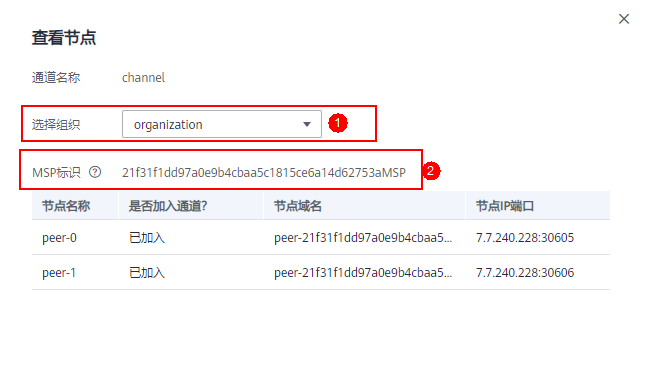 查看节点
通道名称 channel
选择组织 organization 1
MSP标识 ? 21f31f1dd97a0e9b4cbaa5c1815ce6a14d62753aMSP 2
节点名称 是否加入通道? 节点域名 节点IP端口
peer-0 已加入 peer-21f31f1dd97a0e9b4cbaa5... 7.7.240.228:30605
peer-1 已加入 peer-21f31f1dd97a0e9b4cbaa5... 7.7.240.228:30606